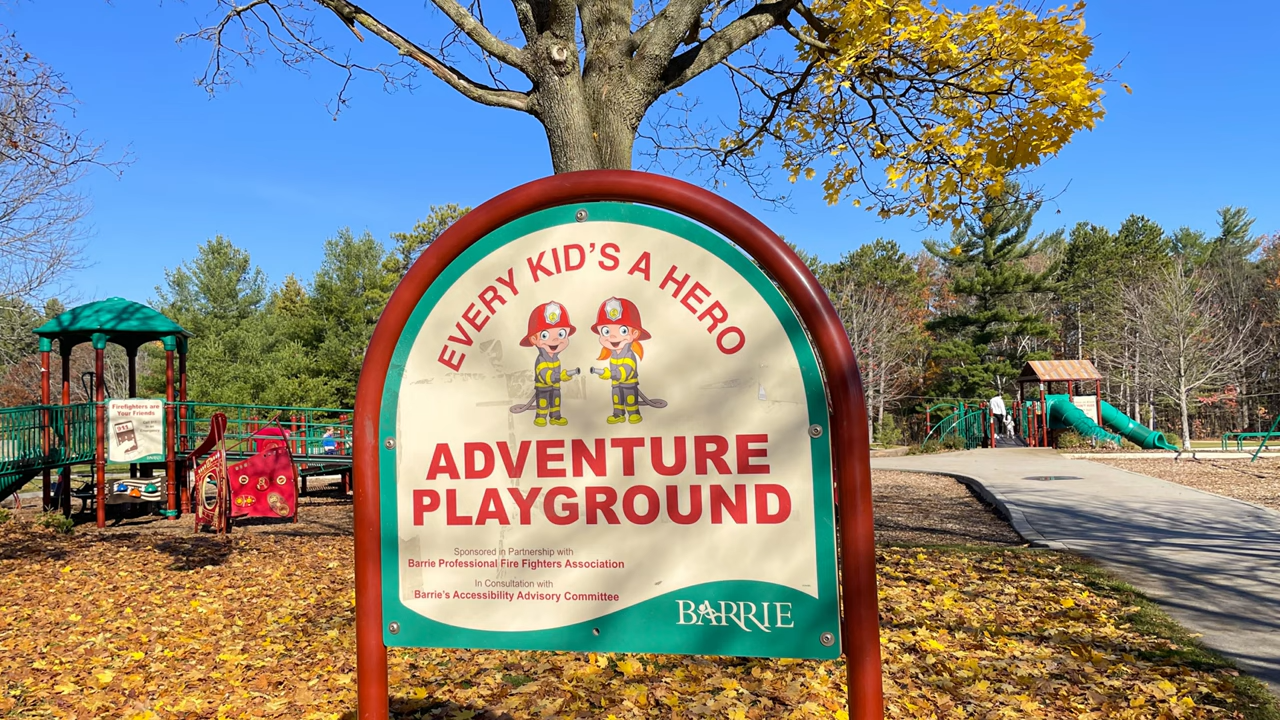 EVERY KID'S A HERO
ADVENTURE
PLAYGROUND
Sponsored in Partnership with
Barrie Professional Fire Fighters Association
In Consultation with
Barrie's Accessibility Advisory Committee
BARRIE
Firefighters are
Your Friends